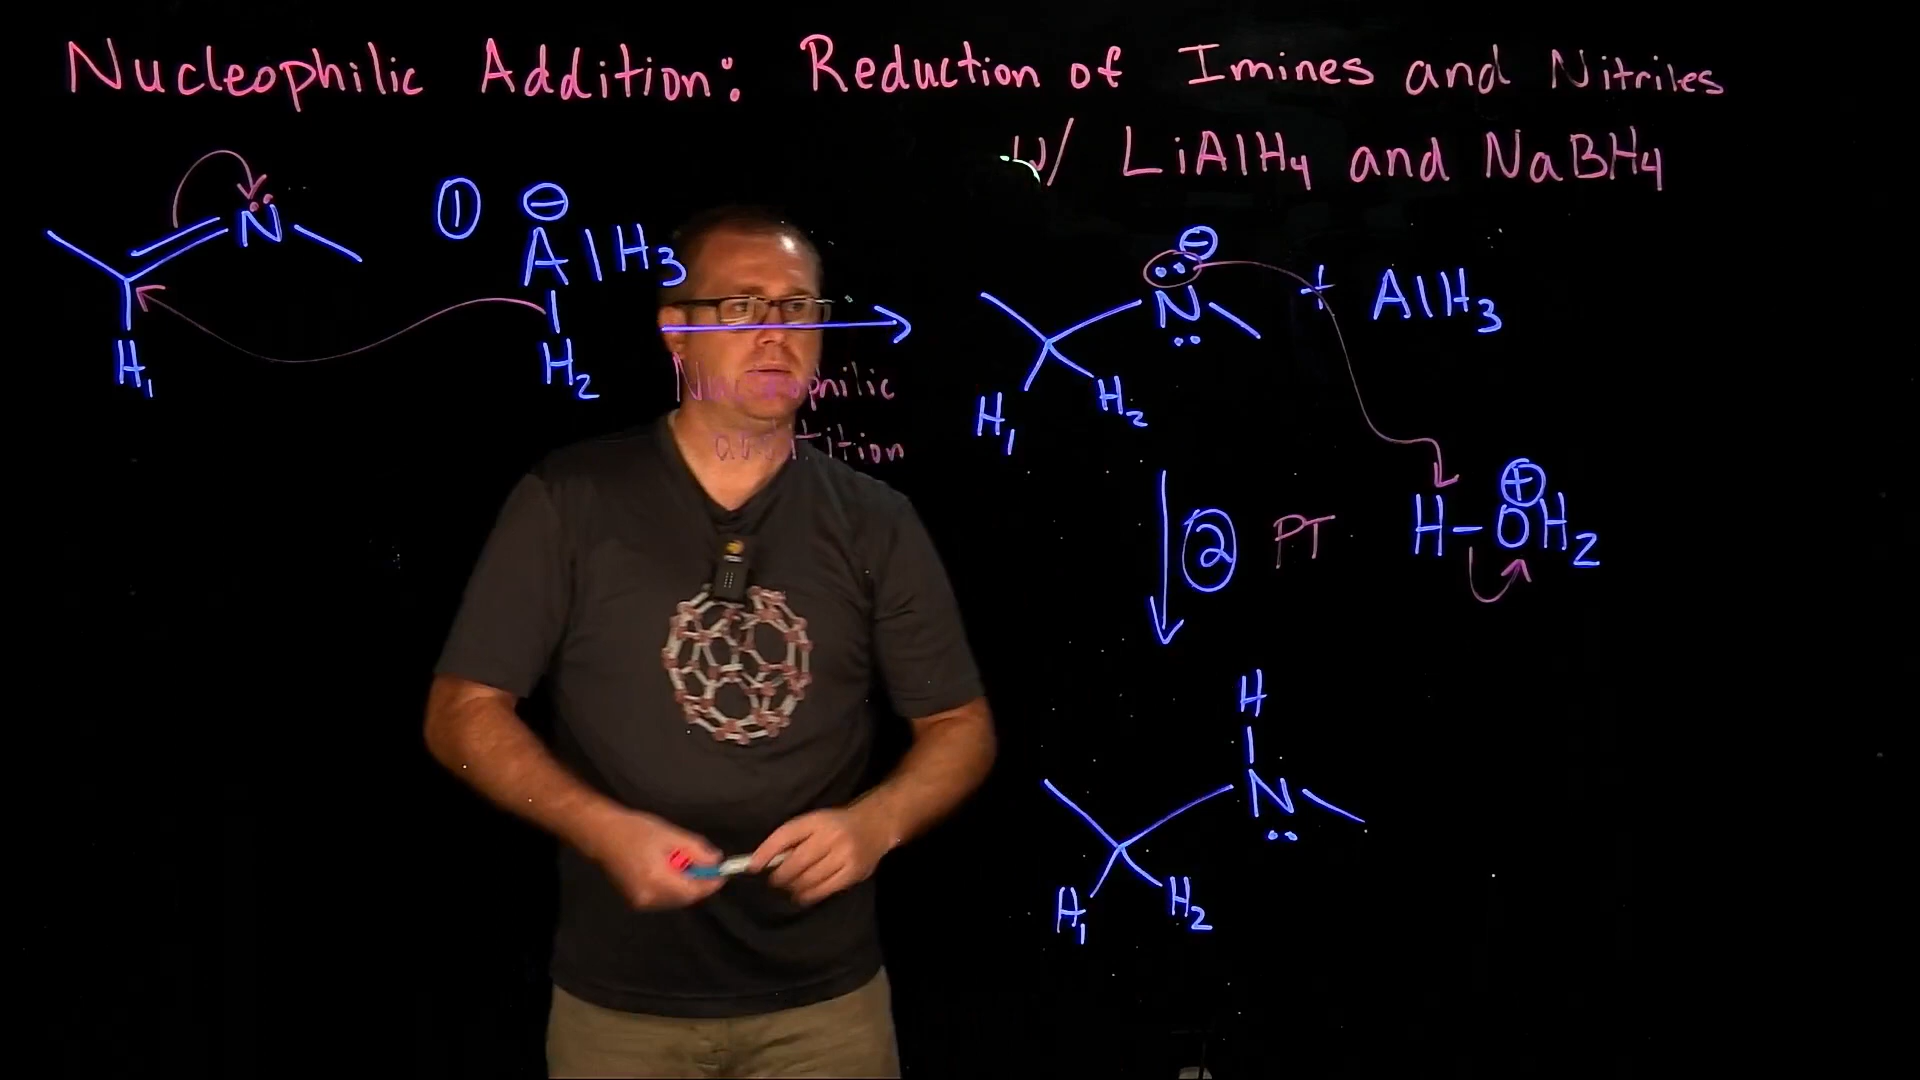 Nucleophilic Addition: Reduction of Imines and Nitriles
w/ LiAlH4 and NaBH4
N
H1
①
⊖
AlH3
H2
Nucleophilic
addition
⊖
N
H1
H2
+ AlH3
② PT
⊕
H-OH2
H
N
H1
H2